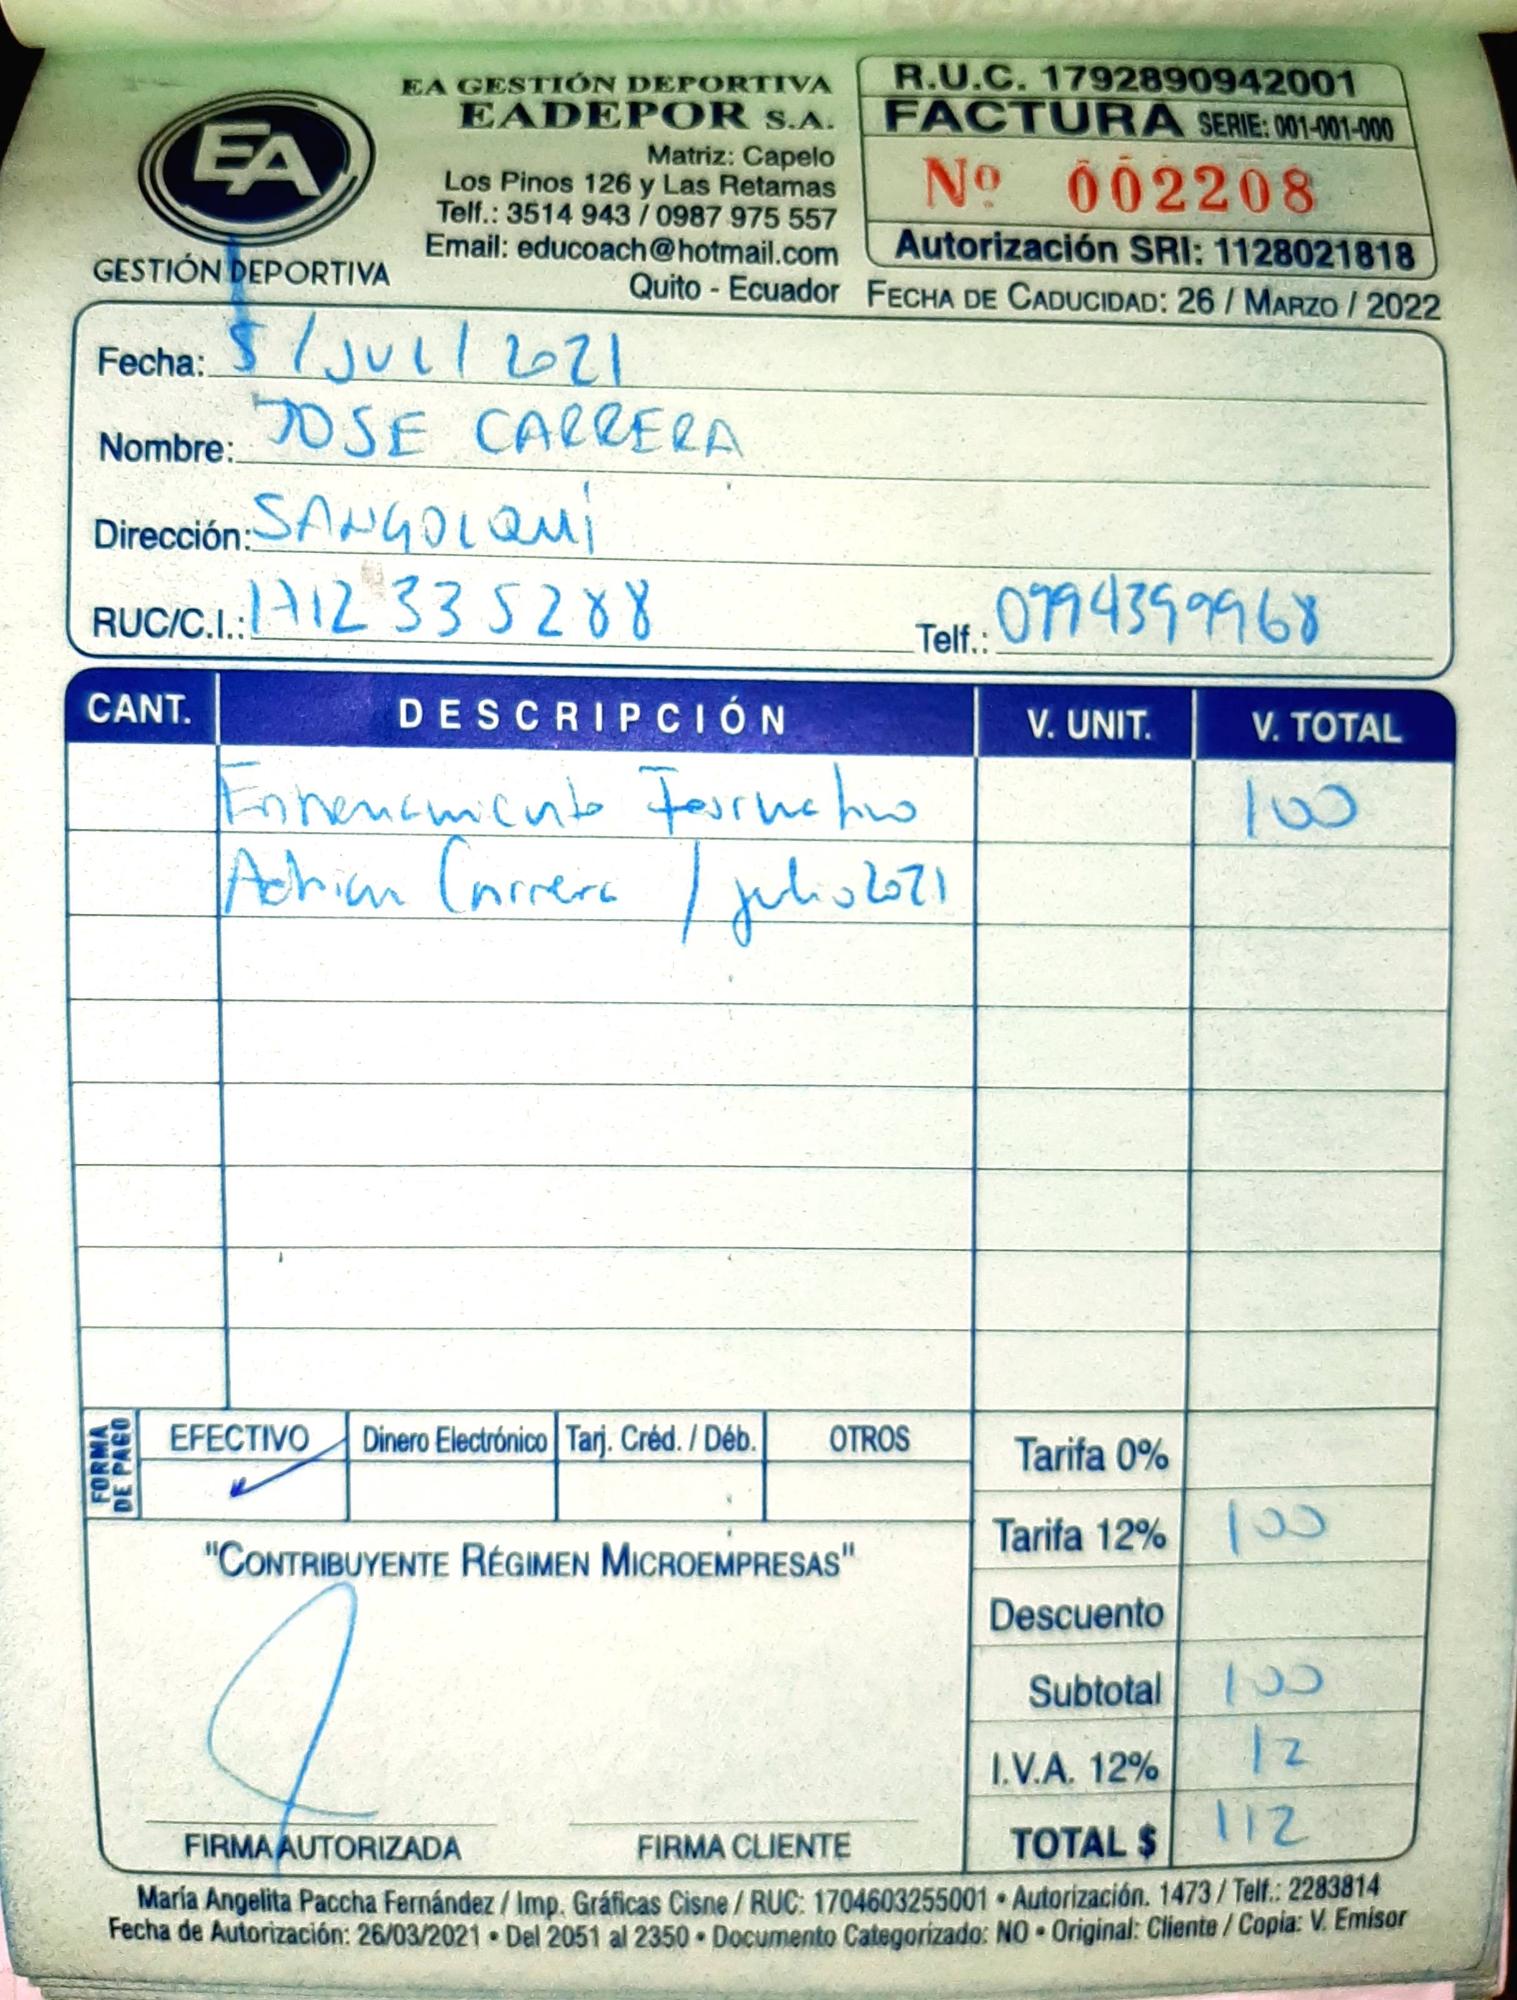 EA
GESTIÓN DEPORTIVA
EA GESTIÓN DEPORTIVA
EADEPOR S.A.
Matriz: Capelo
Los Pinos 126 y Las Retamas
Telf.: 3514 943 / 0987 975 557
Email: educoach@hotmail.com
Quito - Ecuador
R.U.C. 1792890942001
FACTURA SERIE: 001-001-000
Nº 002208
Autorización SRI: 1128021818
FECHA DE CADUCIDAD: 26 / MARZO / 2022
Fecha: 5 / JUL / 2021
Nombre: JOSE CARRERA
Dirección: SANGOLQUÍ
RUC/C.I.: 1712335288 Telf.: 0994399968
CANT. DESCRIPCIÓN V. UNIT. V. TOTAL
Entrenamiento Formativo 100
Adrian Carrera / julio 2021
FORMA DE PAGO
EFECTIVO Dinero Electrónico Tarj. Créd. / Déb. OTROS
Tarifa 0%
Tarifa 12% 100
Descuento
Subtotal 100
I.V.A. 12% 12
TOTAL $ 112
"CONTRIBUYENTE RÉGIMEN MICROEMPRESAS"
FIRMA AUTORIZADA FIRMA CLIENTE
María Angelita Paccha Fernández / Imp. Gráficas Cisne / RUC: 1704603255001 • Autorización. 1473 / Telf.: 2283814
Fecha de Autorización: 26/03/2021 • Del 2051 al 2350 • Documento Categorizado: NO • Original: Cliente / Copia: V. Emisor